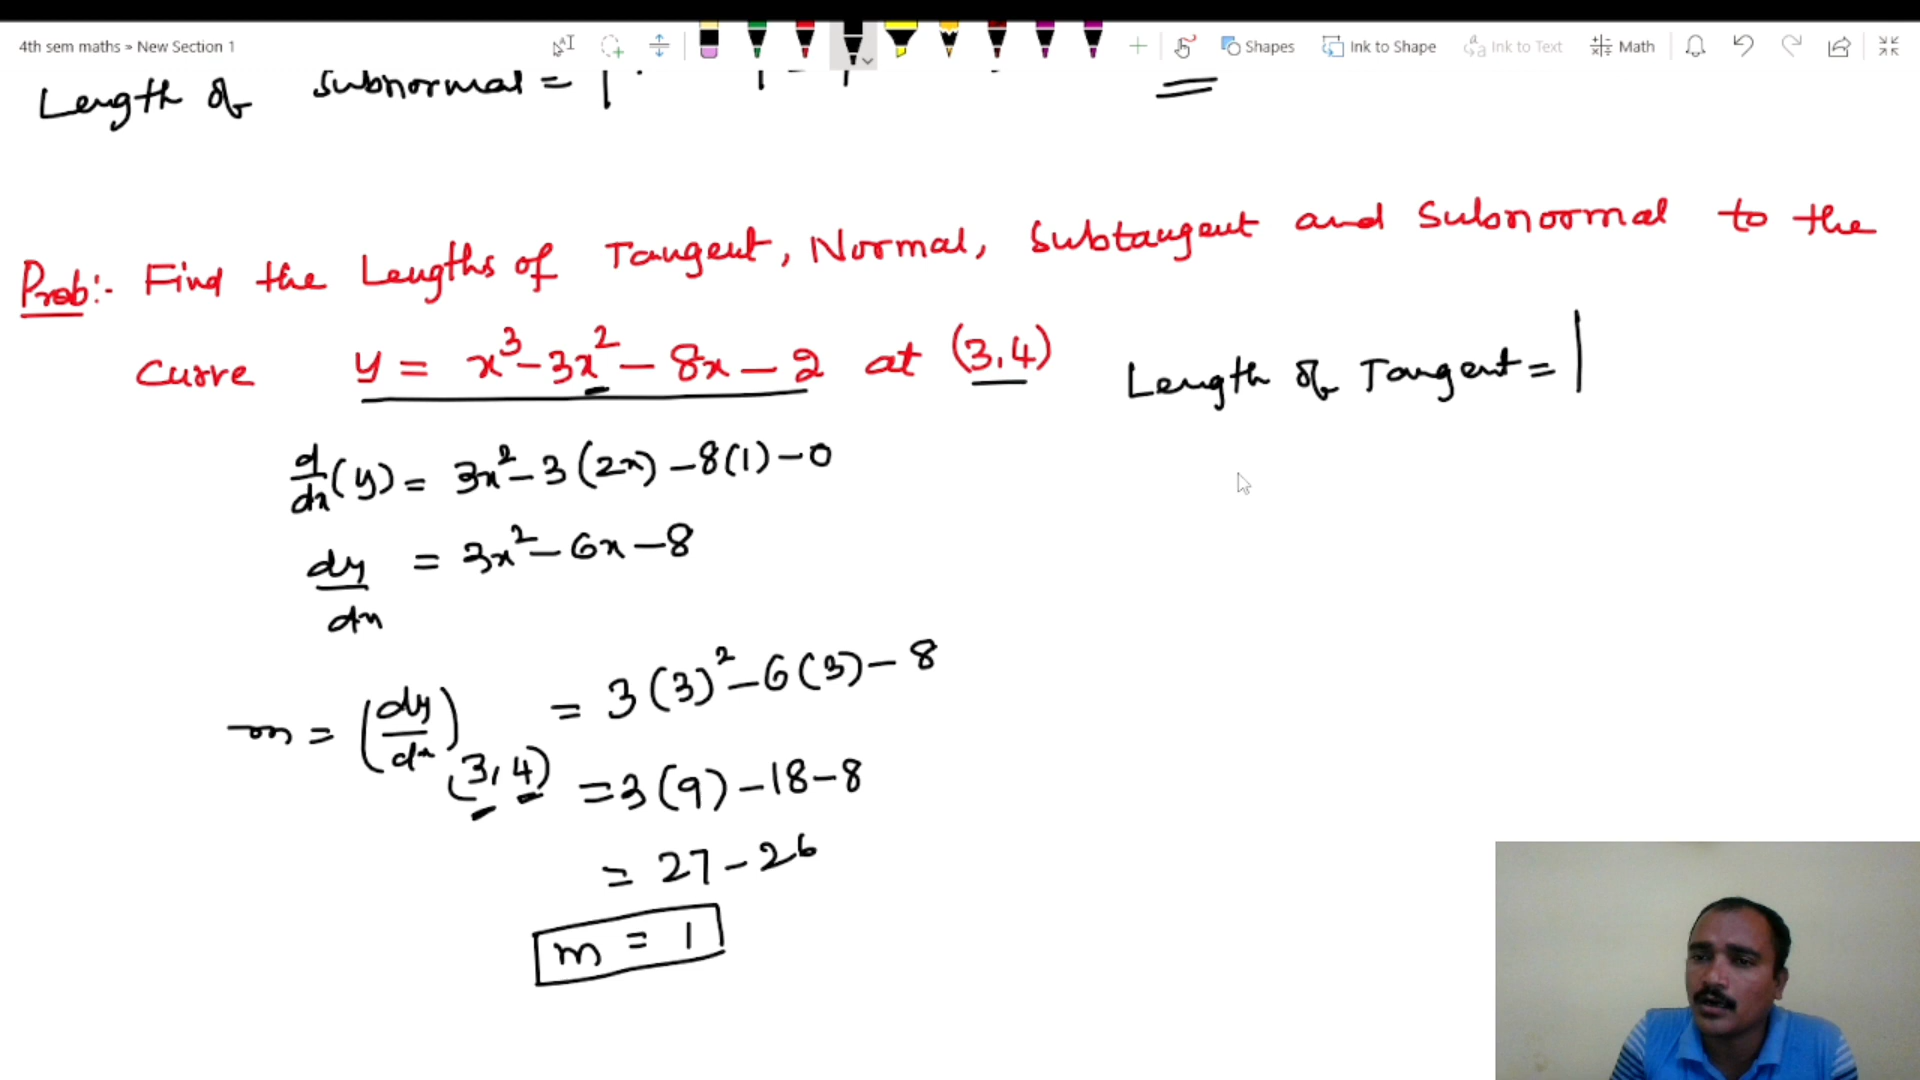 4th sem maths » New Section 1
Shapes
Ink to Shape
Ink to Text
Math
Length of subnormal = |
Prob:- Find the Lengths of Tangent, Normal, Subtangent and Subnormal to the
Curve y = x³ - 3x² - 8x - 2 at (3,4)
Length of Tangent = |
d/dx (y) = 3x² - 3(2x) - 8(1) - 0
dy/dx = 3x² - 6x - 8
m = (dy/dx)(3,4) = 3(3)² - 6(3) - 8
= 3(9) - 18 - 8
= 27 - 26
m = 1